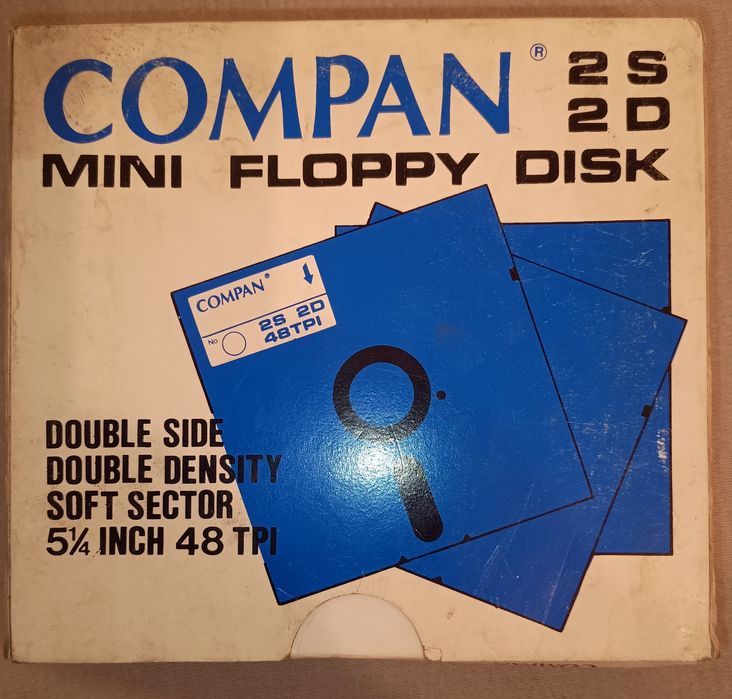 COMPAN ® 2S
2D
MINI FLOPPY DISK
COMPAN®
2S 2D
48TPI
No
DOUBLE SIDE
DOUBLE DENSITY
SOFT SECTOR
5¼ INCH 48 TPI